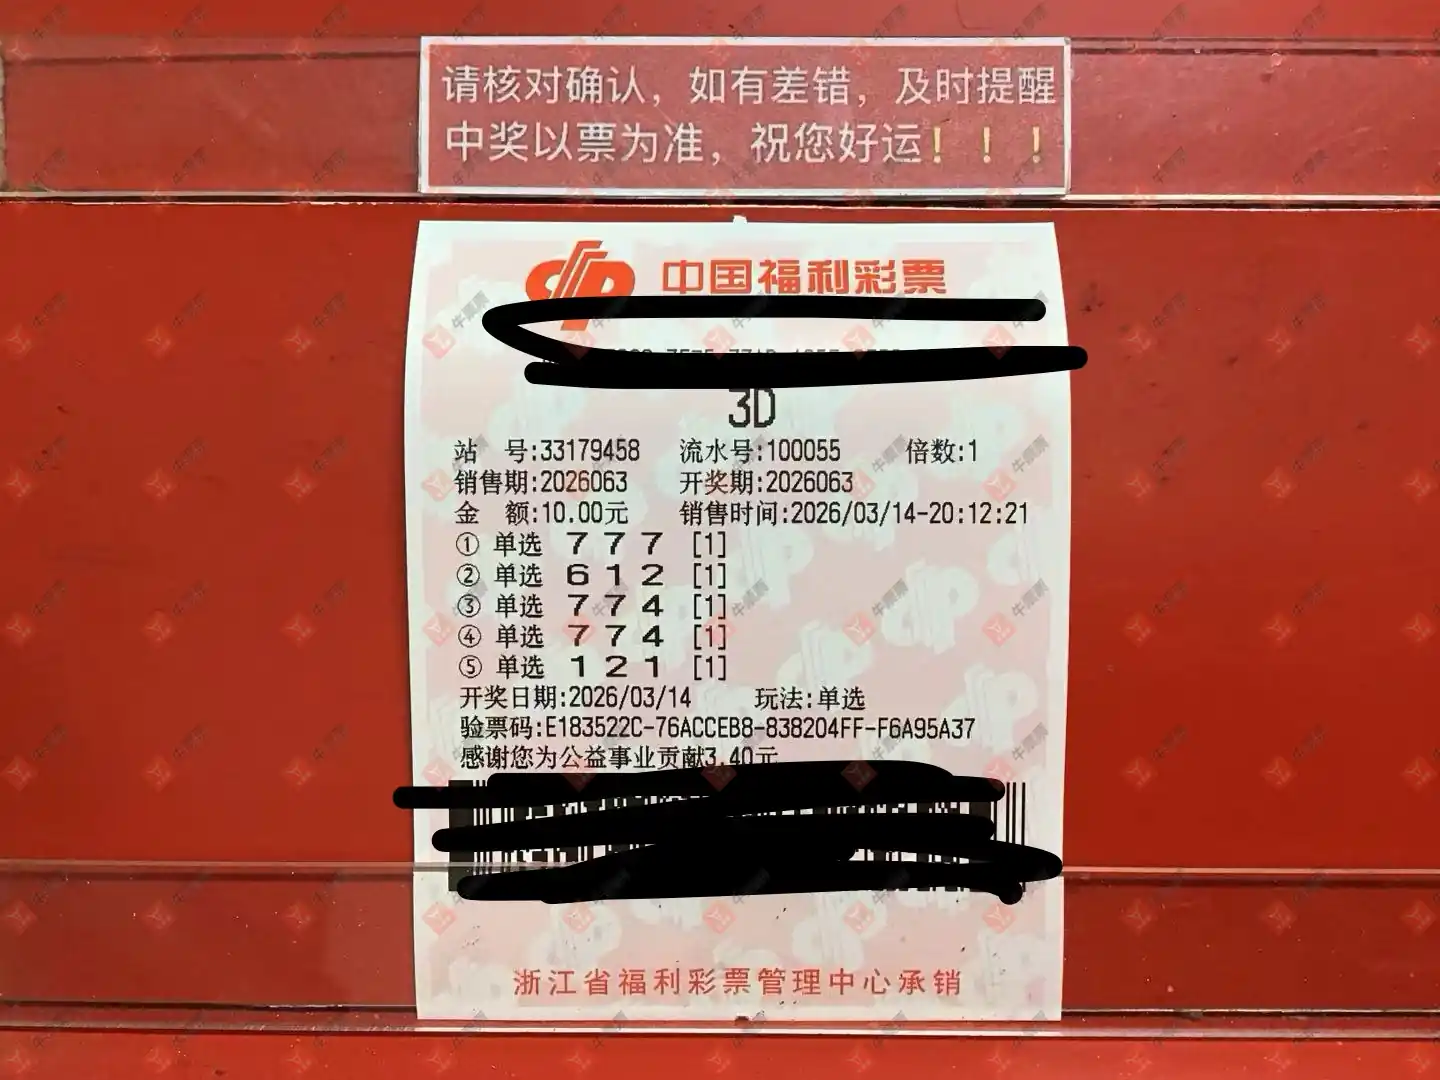 请核对确认，如有差错，及时提醒
中奖以票为准，祝您好运！！！
中国福利彩票
3D
站 号:33179458 流水号:100055 倍数:1
销售期:2026063 开奖期:2026063
金 额:10.00元 销售时间:2026/03/14-20:12:21
① 单选 7 7 7 [1]
② 单选 6 1 2 [1]
③ 单选 7 7 4 [1]
④ 单选 7 7 4 [1]
⑤ 单选 1 2 1 [1]
开奖日期:2026/03/14 玩法:单选
验票码:E183522C-76ACCEB8-838204FF-F6A95A37
感谢您为公益事业贡献3.40元
浙江省福利彩票管理中心承销